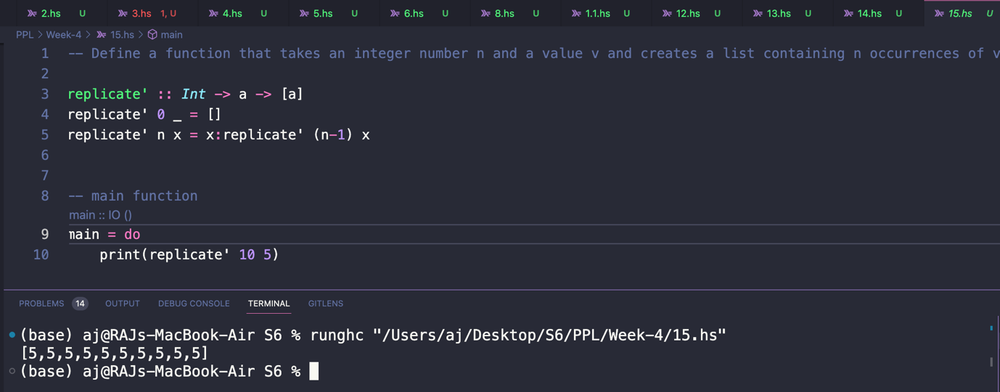 2.hs U 3.hs 1, U 4.hs U 5.hs U 6.hs U 8.hs U 1.1.hs U 12.hs U 13.hs U 14.hs U 15.hs U
PPL > Week-4 > 15.hs > main
1 -- Define a function that takes an integer number n and a value v and creates a list containing n occurrences of v
2
3 replicate' :: Int -> a -> [a]
4 replicate' 0 _ = []
5 replicate' n x = x:replicate' (n-1) x
6
7
8 -- main function
main :: IO ()
9 main = do
10 print(replicate' 10 5)
PROBLEMS 14 OUTPUT DEBUG CONSOLE TERMINAL GITLENS
(base) aj@RAJs-MacBook-Air S6 % runghc "/Users/aj/Desktop/S6/PPL/Week-4/15.hs"
[5,5,5,5,5,5,5,5,5,5]
(base) aj@RAJs-MacBook-Air S6 %